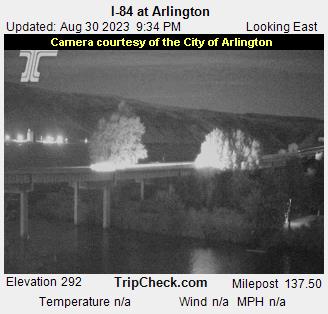 I-84 at Arlington
Updated: Aug 30 2023 9:34 PM Looking East
Camera courtesy of the City of Arlington
Elevation 292 TripCheck.com Milepost 137.50
Temperature n/a Wind n/a MPH n/a